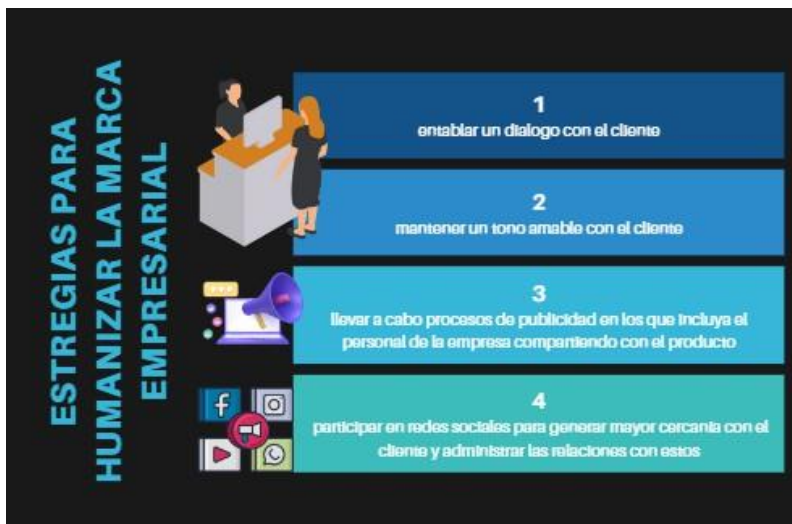 ESTREGIAS PARA
HUMANIZAR LA MARCA
EMPRESARIAL
1
entablar un dialogo con el cliente
2
mantener un tono amable con el cliente
3
llevar a cabo procesos de publicidad en los que incluya el
personal de la empresa compartiendo con el producto
4
participar en redes sociales para generar mayor cercania con el
cliente y administrar las relaciones con estos